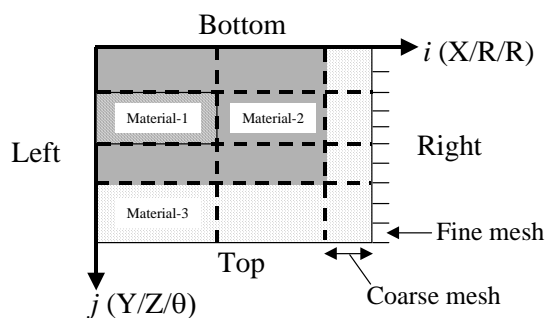 Bottom
i (X/R/R)
Material-1
Material-2
Left
Right
Material-3
Fine mesh
Top
Coarse mesh
j (Y/Z/θ)